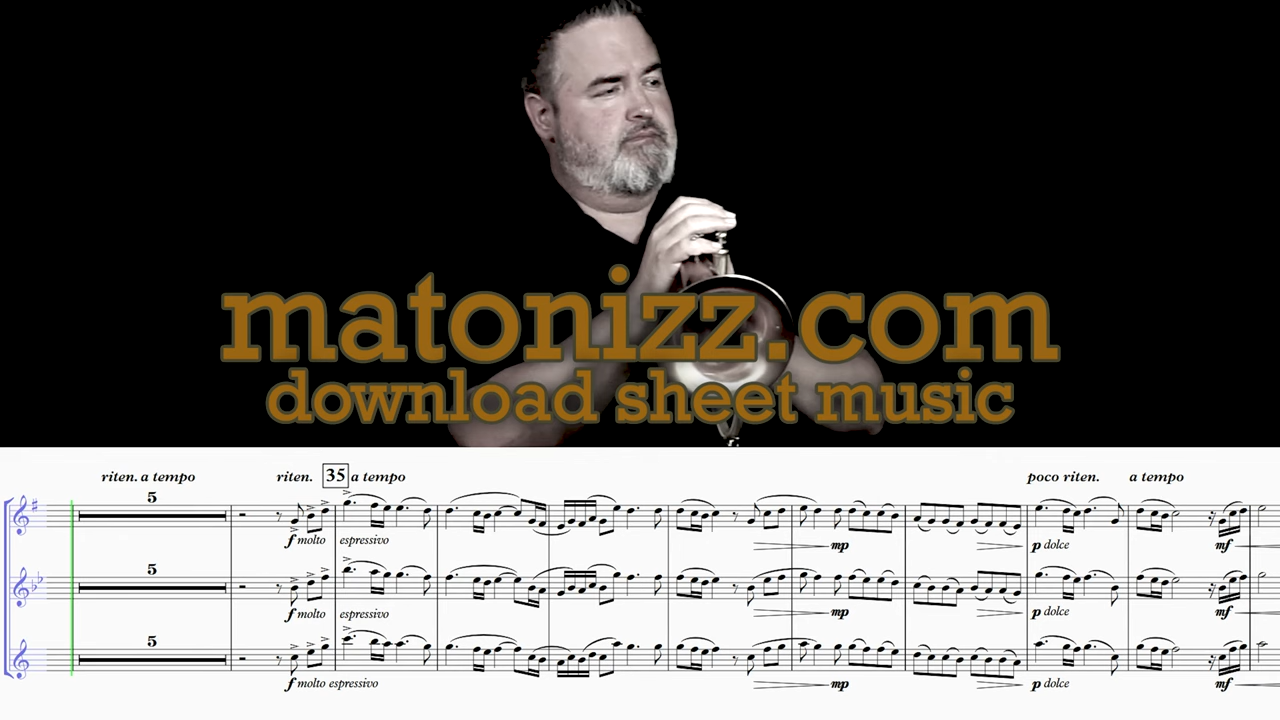 matonizz.com
download sheet music
riten. a tempo
riten. 35 a tempo
poco riten. a tempo
5
f molto espressivo
mp
p dolce
mf
5
f molto espressivo
mp
p dolce
mf
5
f molto espressivo
mp
p dolce
mf